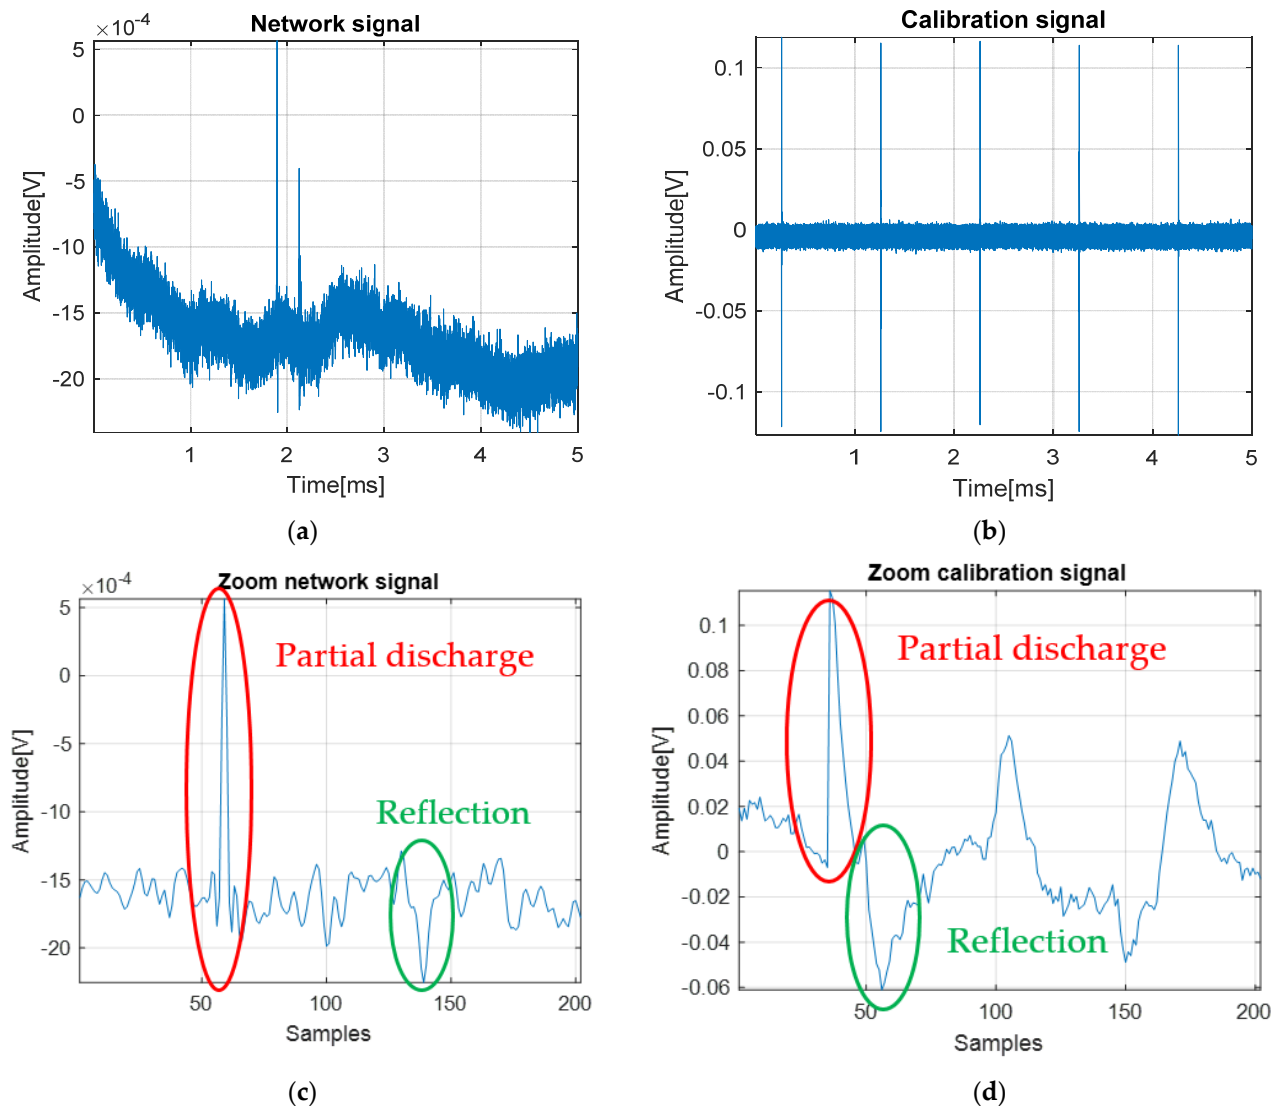 Network signal
×10⁻⁴
5
0
-5
-10
-15
-20
Amplitude[V]
1 2 3 4 5
Time[ms]
(a)
Calibration signal
0.1
0.05
0
-0.05
-0.1
Amplitude[V]
1 2 3 4 5
Time[ms]
(b)
Zoom network signal
×10⁻⁴
5
0
-5
-10
-15
-20
Amplitude[V]
Partial discharge
Reflection
50 100 150 200
Samples
(c)
Zoom calibration signal
0.1
0.08
0.06
0.04
0.02
0
-0.02
-0.04
-0.06
Amplitude[V]
Partial discharge
Reflection
50 100 150 200
Samples
(d)